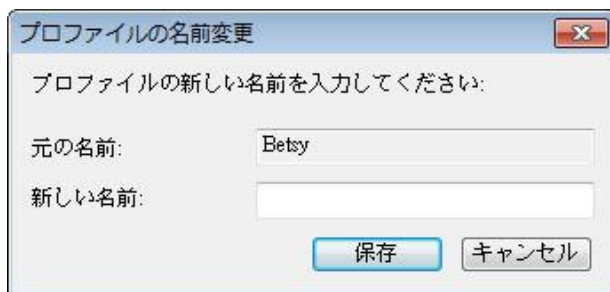 プロファイルの名前変更
プロファイルの新しい名前を入力してください:
元の名前: Betsy
新しい名前:
保存 キャンセル